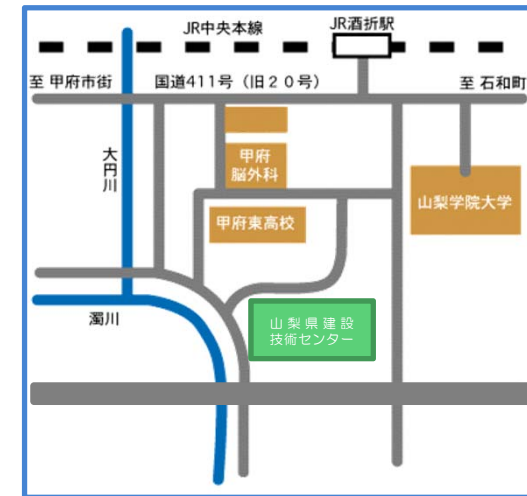 JR中央本線
JR酒折駅
至 甲府市街
国道411号（旧２０号）
至 石和町
大円川
甲府
脳外科
山梨学院大学
甲府東高校
濁川
山梨県建設
技術センター